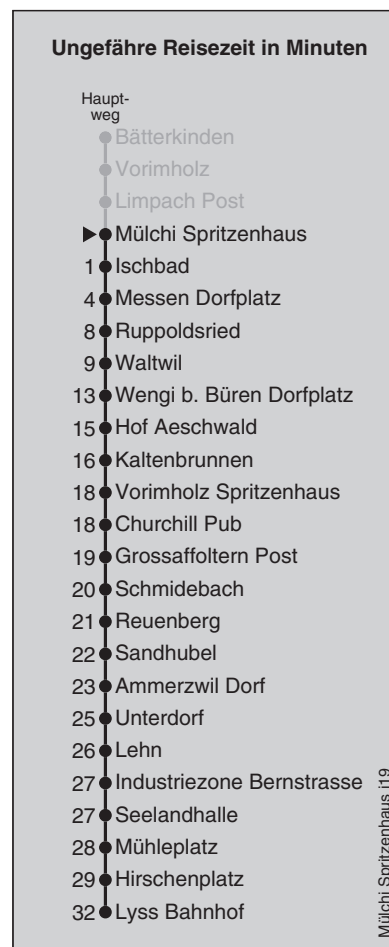 Ungefähre Reisezeit in Minuten
Haupt-
weg
Bätterkinden
Vorimholz
Limpach Post
Mülchi Spritzenhaus
1 Ischbad
4 Messen Dorfplatz
8 Ruppoldsried
9 Waltwil
13 Wengi b. Büren Dorfplatz
15 Hof Aeschwald
16 Kaltenbrunnen
18 Vorimholz Spritzenhaus
18 Churchill Pub
19 Grossaffoltern Post
20 Schmidebach
21 Reuenberg
22 Sandhubel
23 Ammerzwil Dorf
25 Unterdorf
26 Lehn
27 Industriezone Bernstrasse
27 Seelandhalle
28 Mühleplatz
29 Hirschenplatz
32 Lyss Bahnhof
Mülchi Spritzenhaus j19